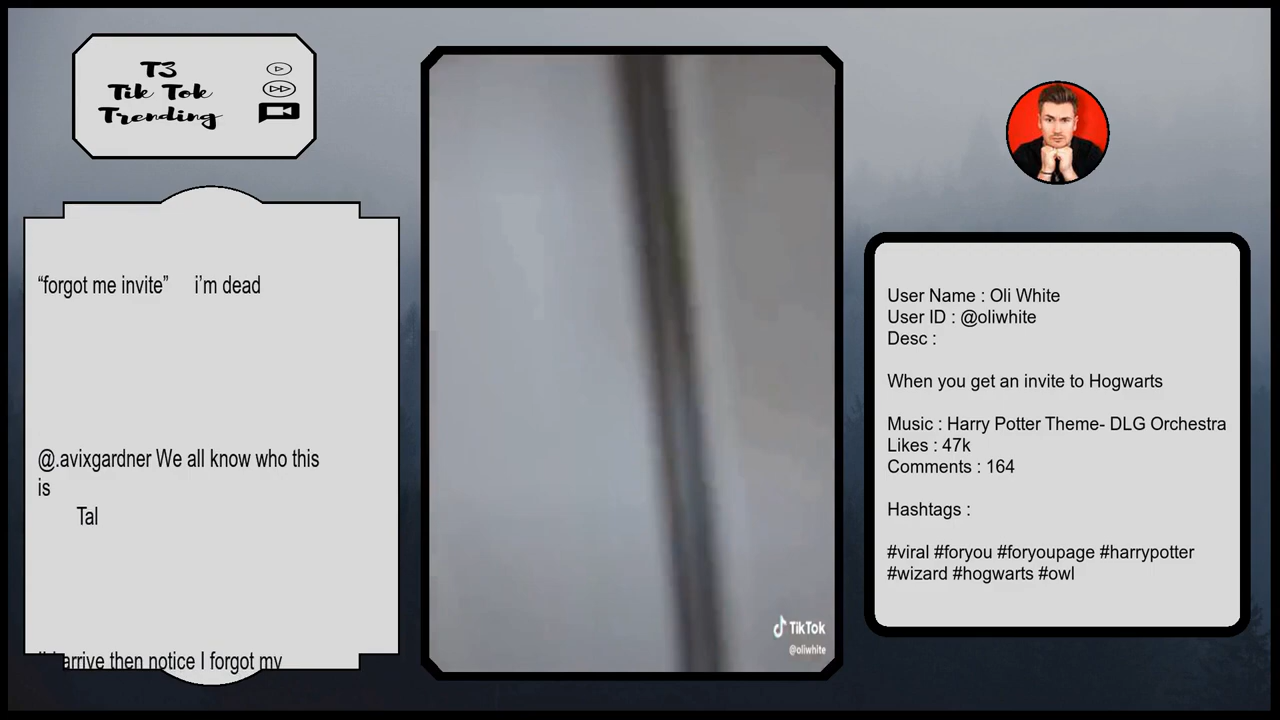 T3
Tik Tok
Trending
“forgot me invite” i’m dead
@.avixgardner We all know who this
is
Tal
arrive then notice I forgot my
TikTok
@oliwhite
User Name : Oli White
User ID : @oliwhite
Desc :
When you get an invite to Hogwarts
Music : Harry Potter Theme- DLG Orchestra
Likes : 47k
Comments : 164
Hashtags :
#viral #foryou #foryoupage #harrypotter
#wizard #hogwarts #owl